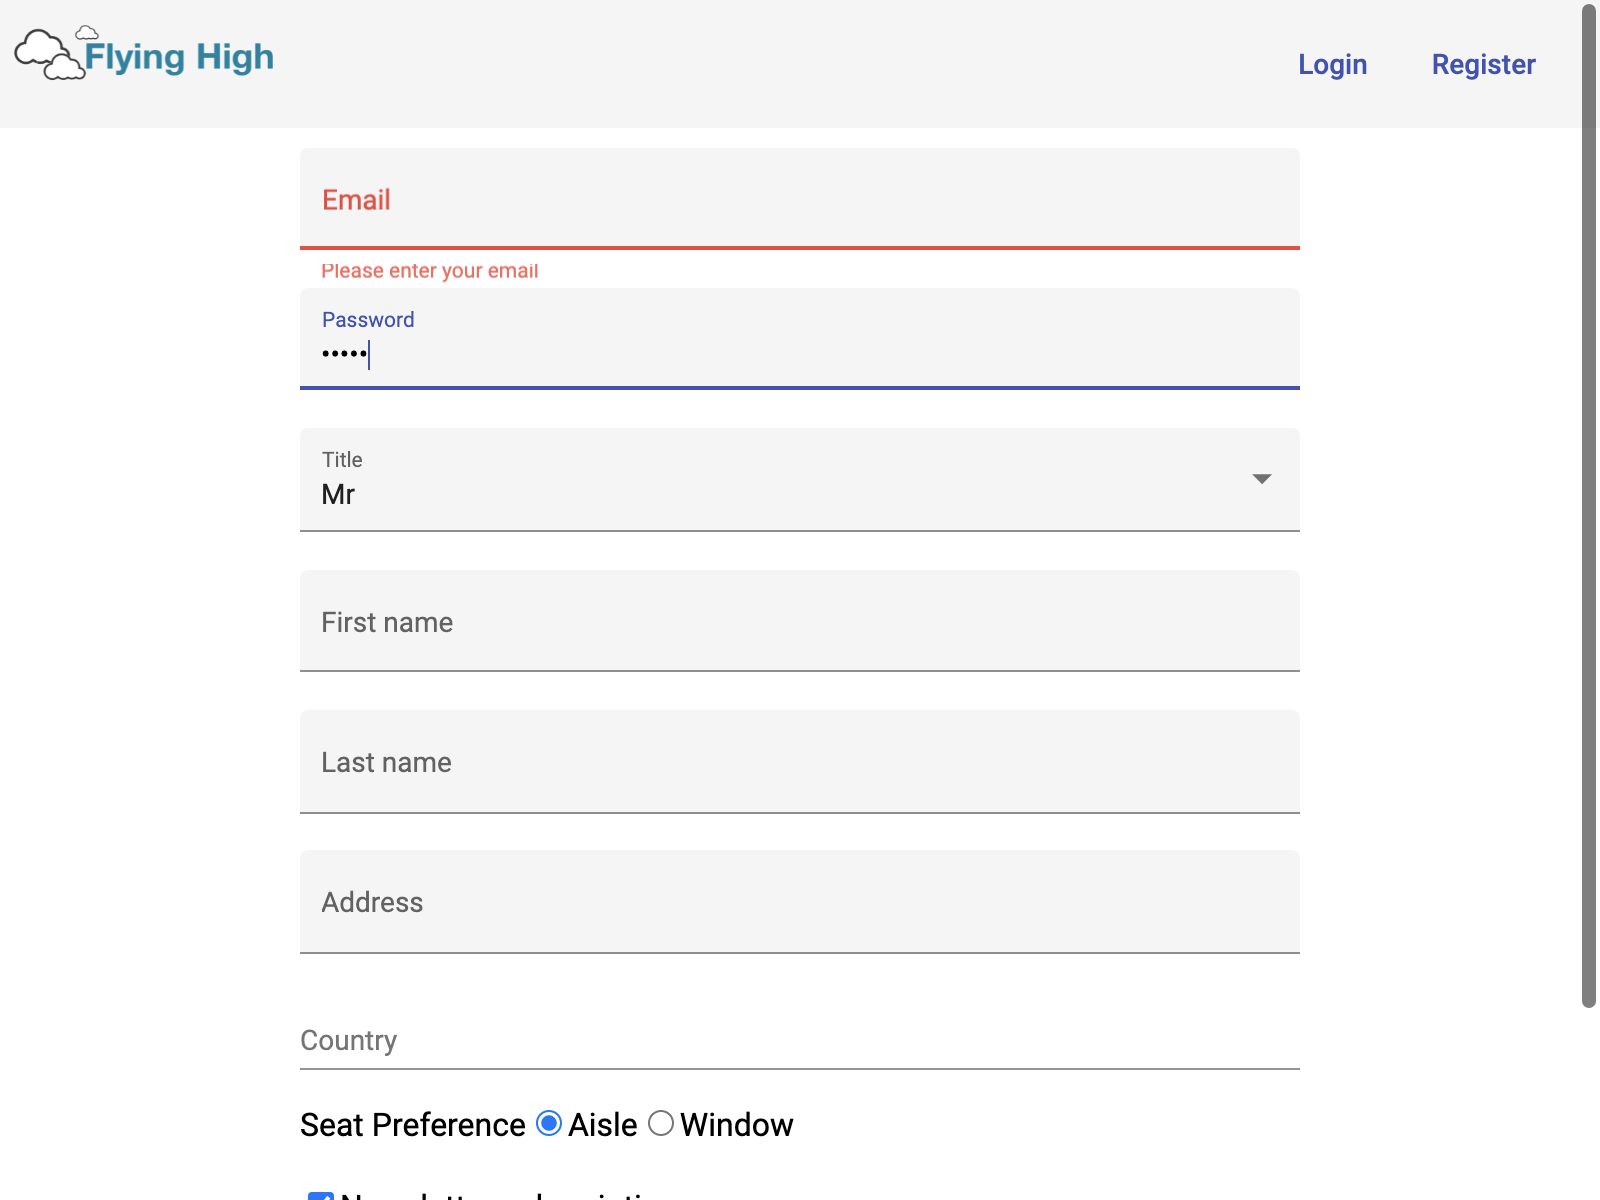 Flying High
Login
Register
Email
Please enter your email
Password
•••••
Title
Mr
First name
Last name
Address
Country
Seat Preference Aisle Window